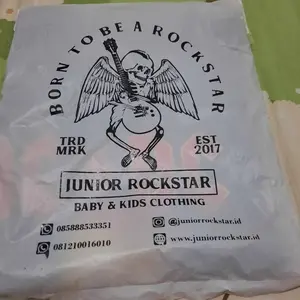 BORN TO BE A ROCKSTAR
TRD
MRK
EST
2017
JUNIOR ROCKSTAR
BABY & KIDS CLOTHING
085888533351
@juniorrockstar.id
081210016010
www.juniorrockstar.id